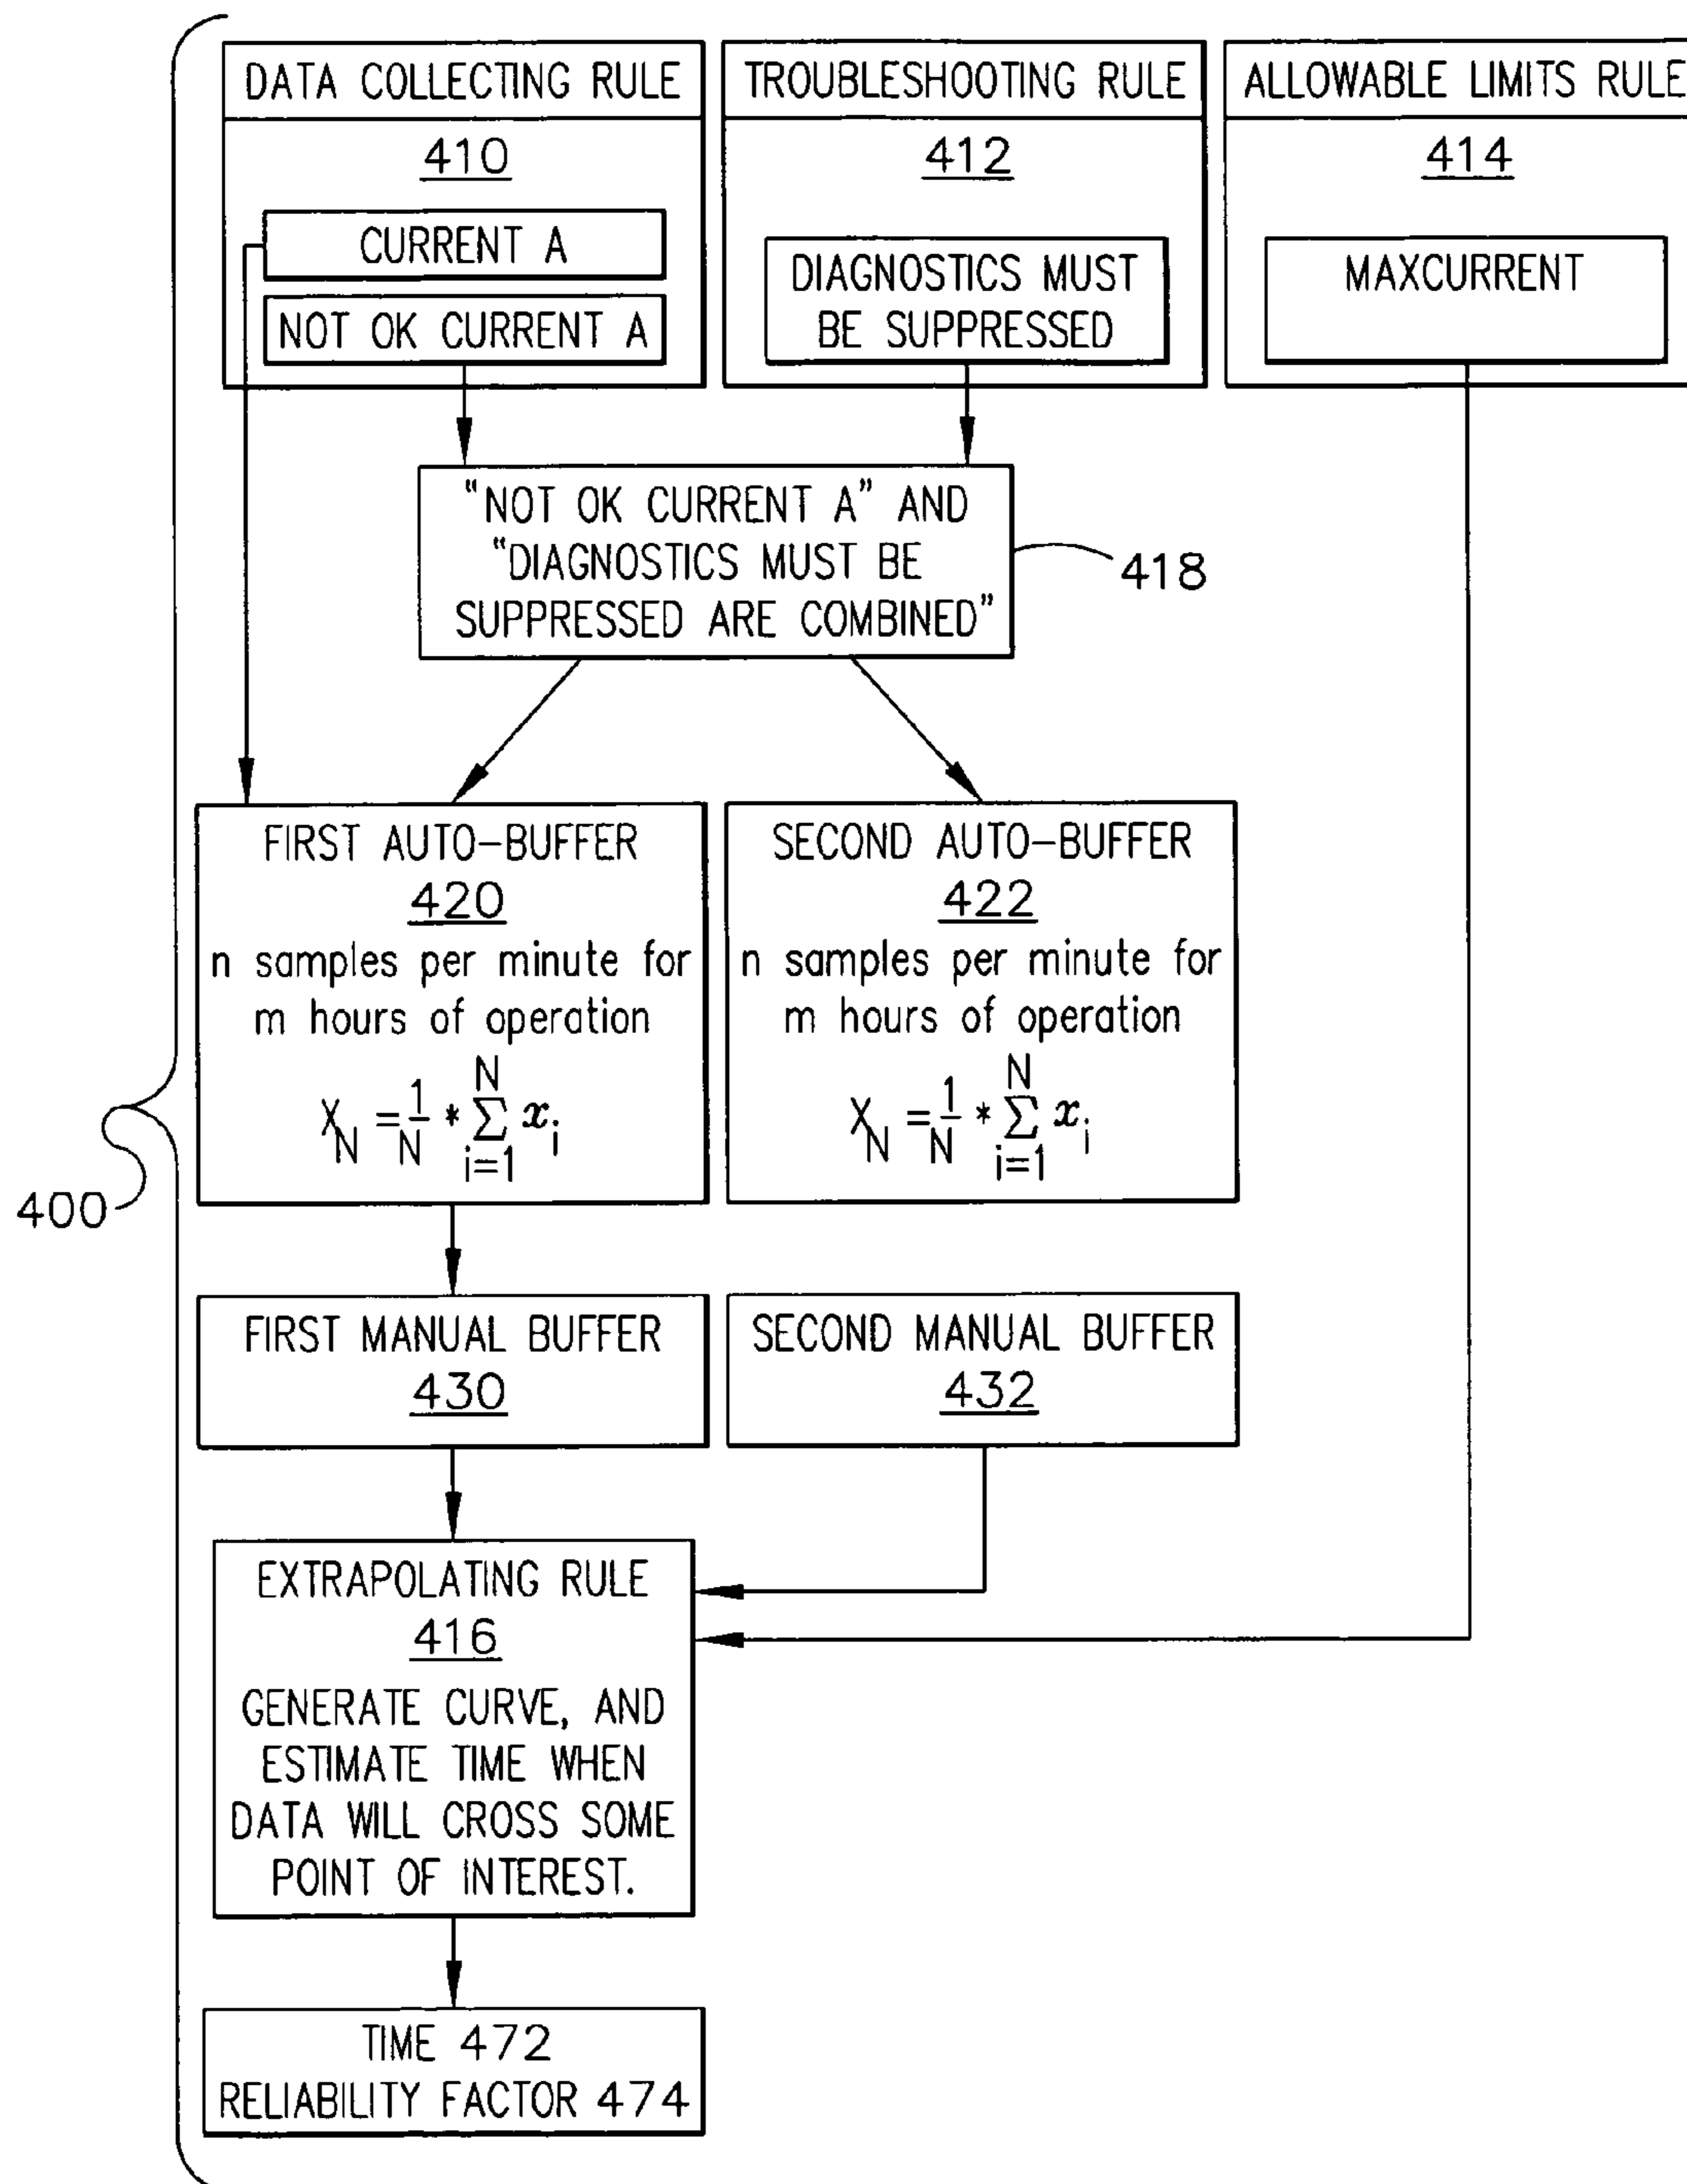 DATA COLLECTING RULE
410
CURRENT A
NOT OK CURRENT A
TROUBLESHOOTING RULE
412
DIAGNOSTICS MUST
BE SUPPRESSED
ALLOWABLE LIMITS RULE
414
MAXCURRENT
"NOT OK CURRENT A" AND
"DIAGNOSTICS MUST BE
SUPPRESSED ARE COMBINED"
418
FIRST AUTO-BUFFER
420
n samples per minute for
m hours of operation
X_N = 1/N * N Σ i=1 x_i
SECOND AUTO-BUFFER
422
n samples per minute for
m hours of operation
X_N = 1/N * N Σ i=1 x_i
400
FIRST MANUAL BUFFER
430
SECOND MANUAL BUFFER
432
EXTRAPOLATING RULE
416
GENERATE CURVE, AND
ESTIMATE TIME WHEN
DATA WILL CROSS SOME
POINT OF INTEREST.
TIME 472
RELIABILITY FACTOR 474